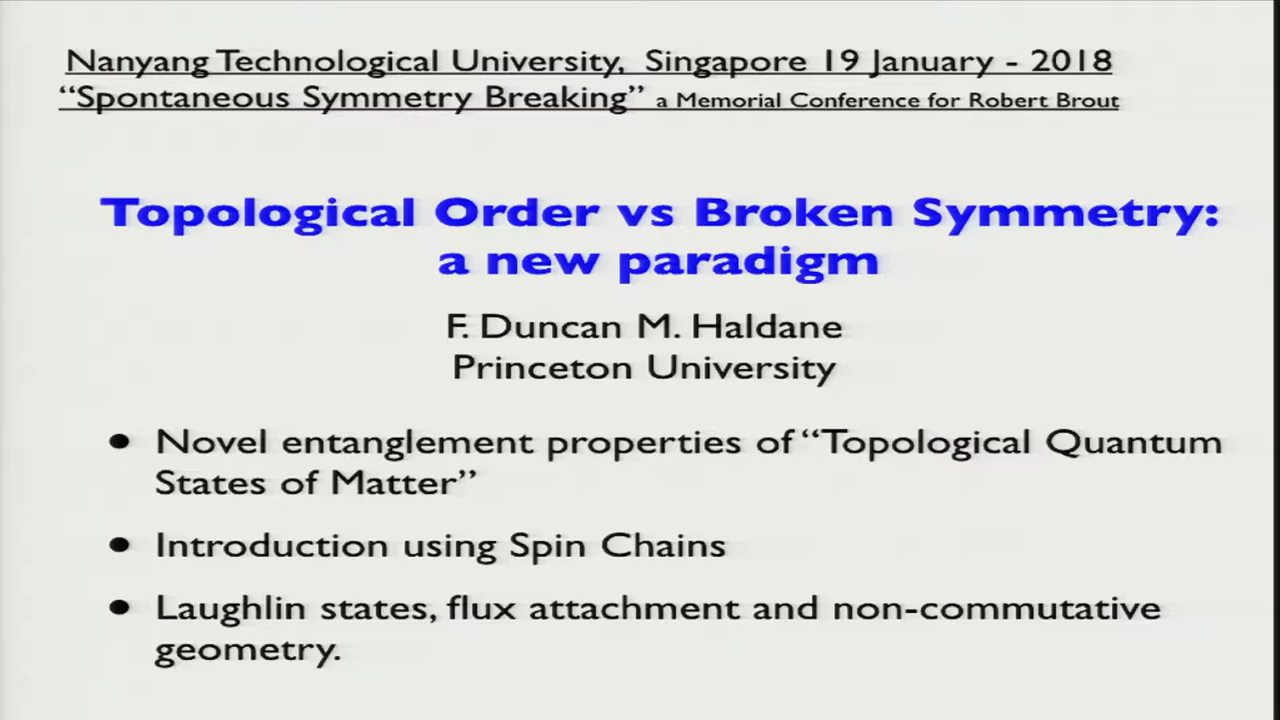 Nanyang Technological University, Singapore 19 January - 2018
“Spontaneous Symmetry Breaking” a Memorial Conference for Robert Brout
Topological Order vs Broken Symmetry:
a new paradigm
F. Duncan M. Haldane
Princeton University
• Novel entanglement properties of “Topological Quantum
States of Matter”
• Introduction using Spin Chains
• Laughlin states, flux attachment and non-commutative
geometry.